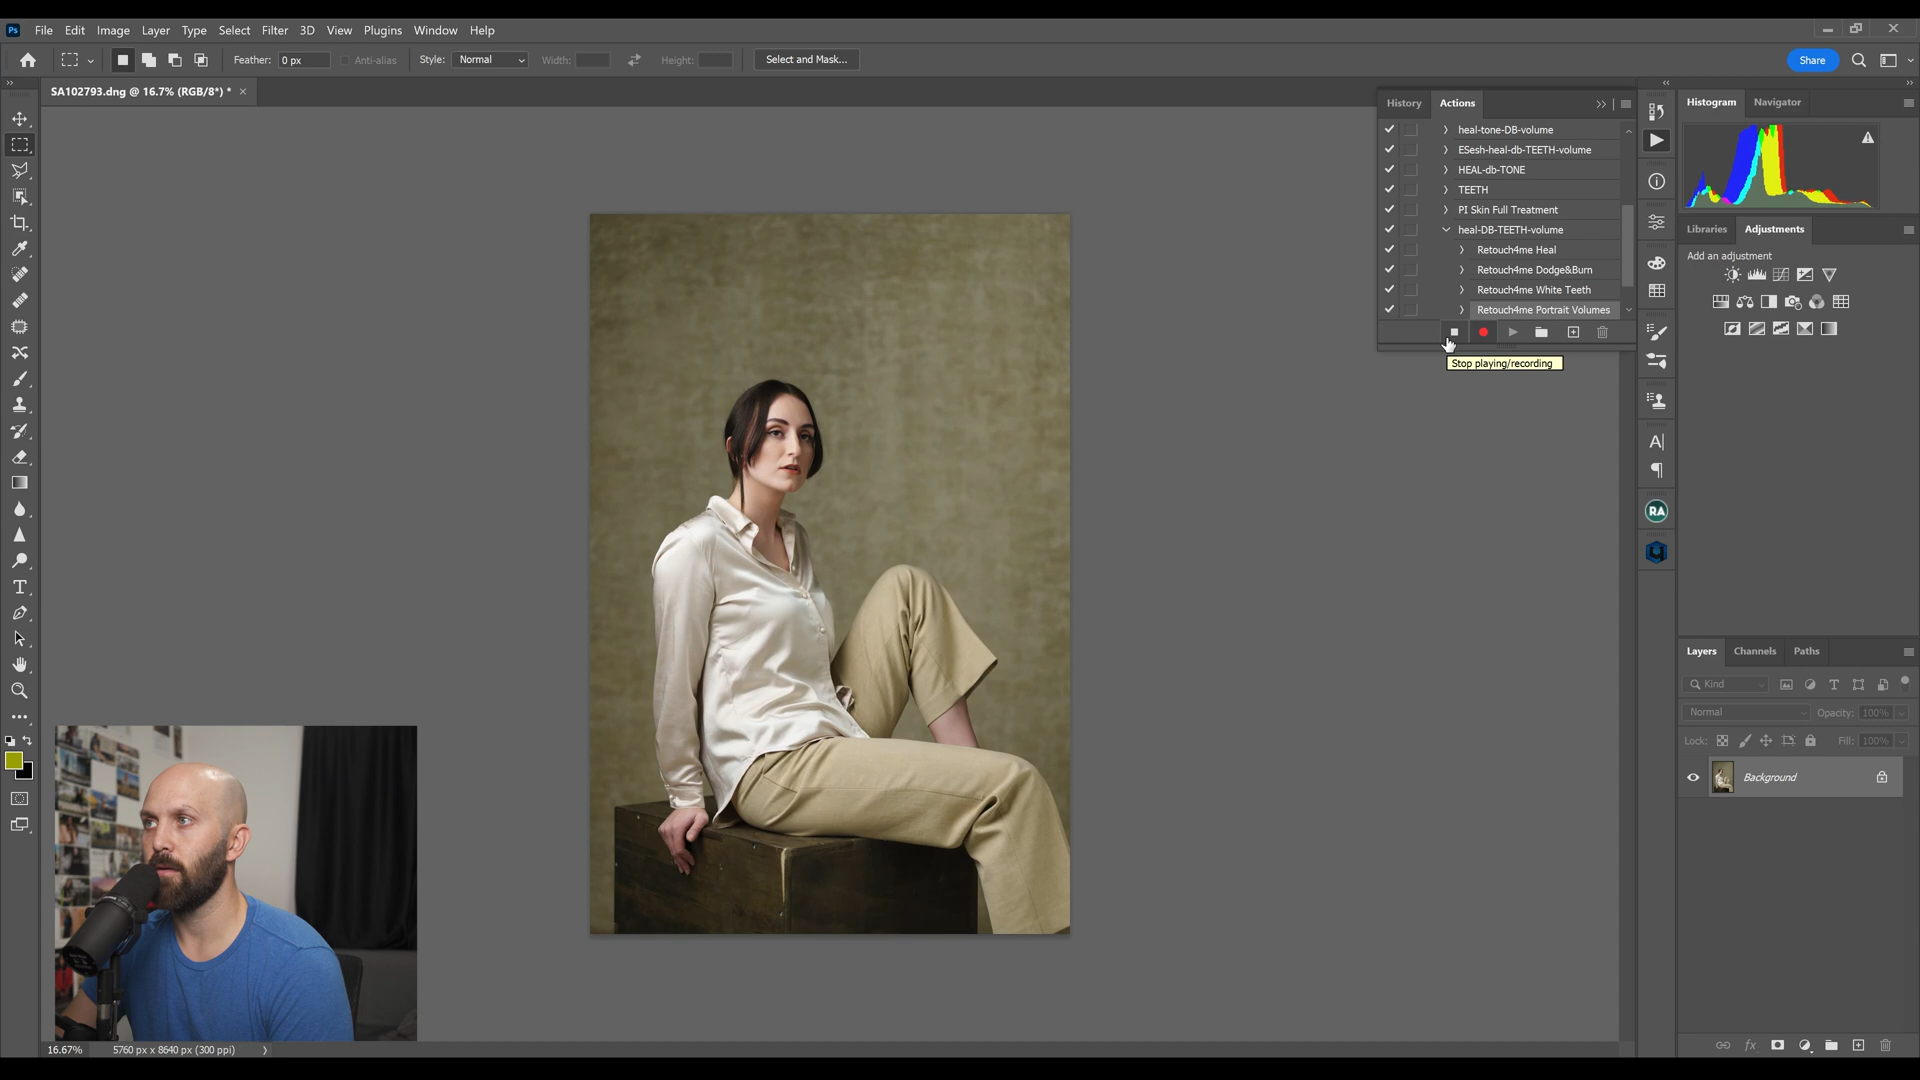 Ps File Edit Image Layer Type Select Filter 3D View Plugins Window Help
Feather: 0 px Anti-alias Style: Normal Width: Height: Select and Mask... Share
SA102793.dng @ 16.7% (RGB/8*) *
History Actions
heal-tone-DB-volume
ESesh-heal-db-TEETH-volume
HEAL-db-TONE
TEETH
PI Skin Full Treatment
heal-DB-TEETH-volume
Retouch4me Heal
Retouch4me Dodge&Burn
Retouch4me White Teeth
Retouch4me Portrait Volumes
Stop playing/recording
RA
Histogram Navigator
Libraries Adjustments
Add an adjustment
Layers Channels Paths
Kind
Normal Opacity: 100%
Lock: Fill: 100%
Background
fx
16.67% 5760 px x 8640 px (300 ppi)